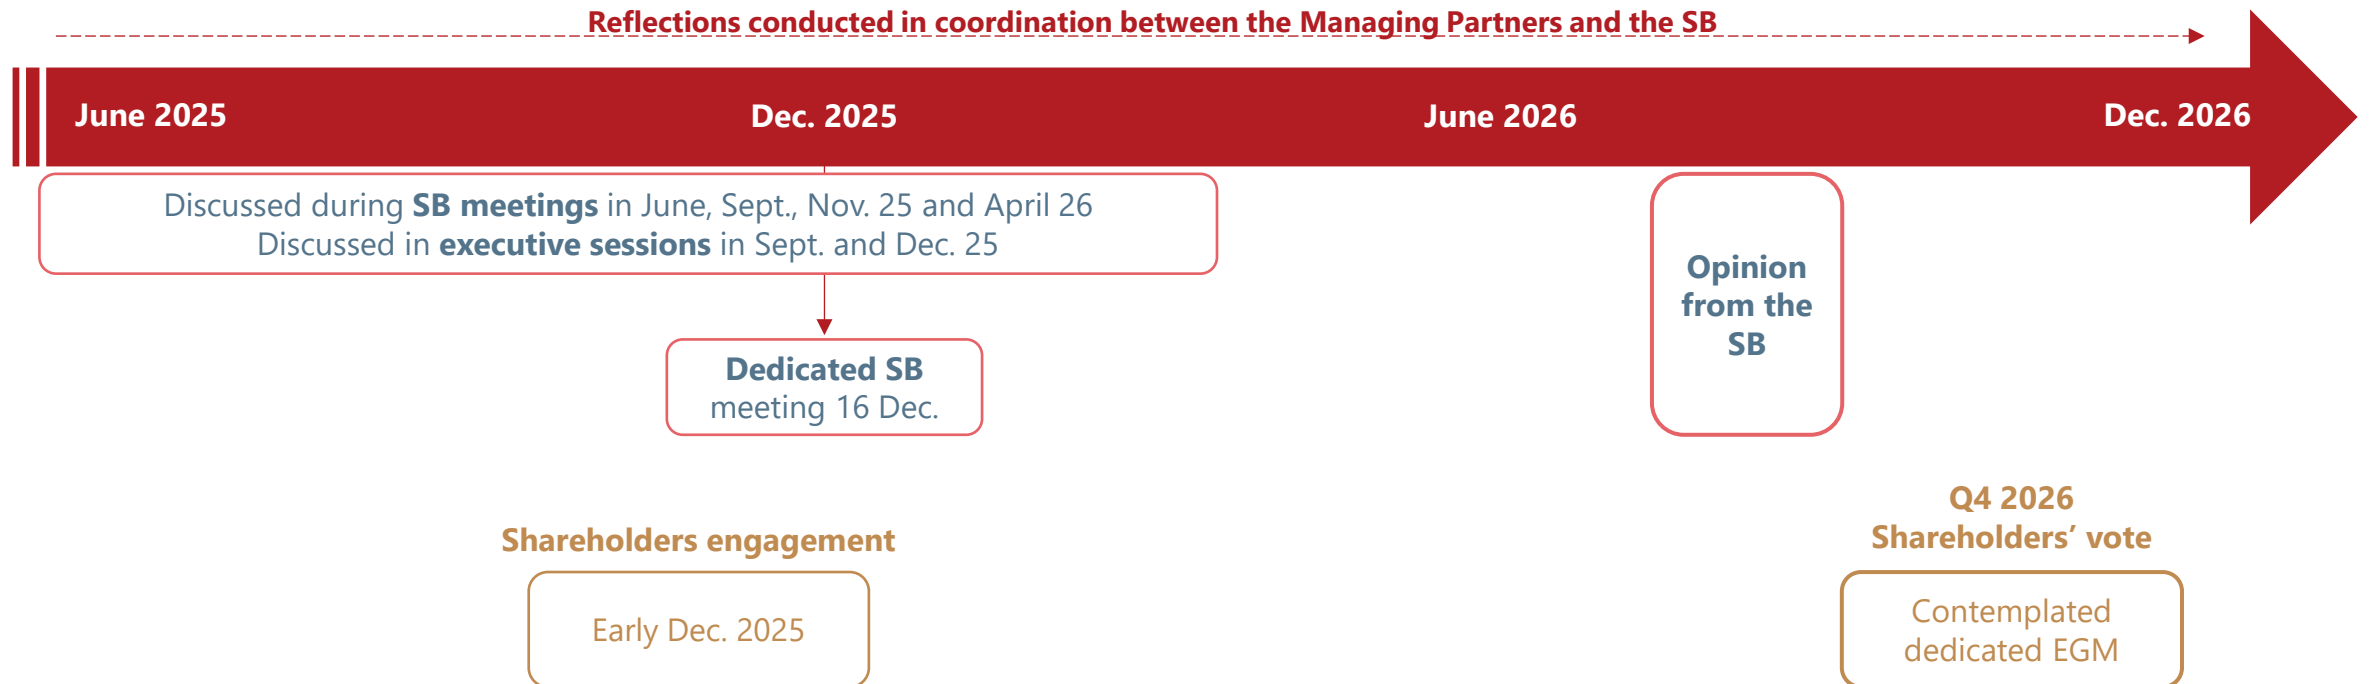 Reflections conducted in coordination between the Managing Partners and the SB
June 2025
Dec. 2025
June 2026
Dec. 2026
Discussed during SB meetings in June, Sept., Nov. 25 and April 26
Discussed in executive sessions in Sept. and Dec. 25
Dedicated SB
meeting 16 Dec.
Opinion
from the
SB
Shareholders engagement
Early Dec. 2025
Q4 2026
Shareholders’ vote
Contemplated
dedicated EGM